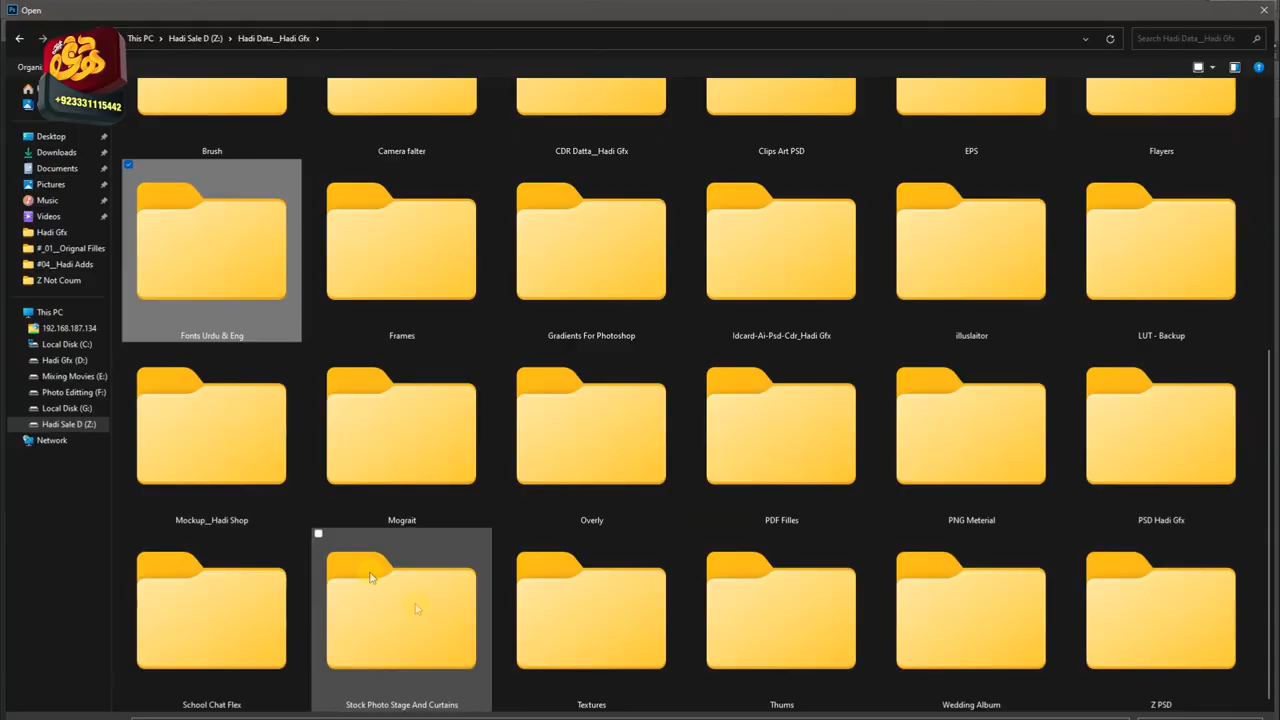 Open
This PC > Hadi Sale D (Z:) > Hadi Data__Hadi Gfx >
Search Hadi Data__Hadi Gfx
+923331115442
Desktop
Downloads
Documents
Pictures
Music
Videos
Hadi Gfx
#_01__Orignal Filles
#04__Hadi Adds
Z Not Coum
This PC
192.168.187.134
Local Disk (C:)
Hadi Gfx (D:)
Mixing Movies (E:)
Photo Editting (F:)
Local Disk (G:)
Hadi Sale D (Z:)
Network
Brush
Camera falter
CDR Datta__Hadi Gfx
Clips Art PSD
EPS
Flayers
Fonts Urdu & Eng
Frames
Gradients For Photoshop
Idcard-Ai-Psd-Cdr_Hadi Gfx
illuslaitor
LUT - Backup
Mockup__Hadi Shop
Mograit
Overly
PDF Filles
PNG Meterial
PSD Hadi Gfx
School Chat Flex
Stock Photo Stage And Curtains
Textures
Thums
Wedding Album
Z PSD